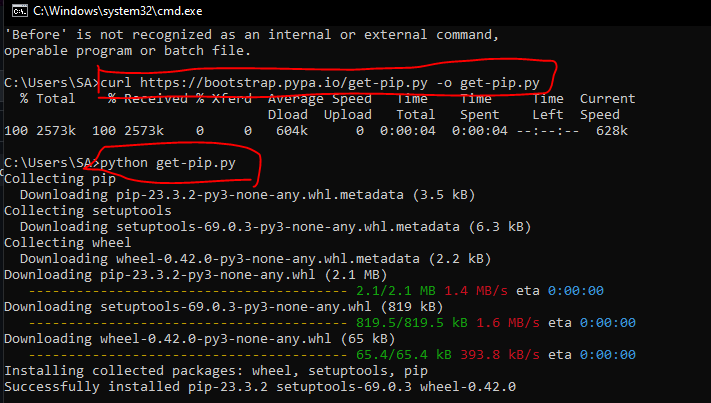 C:\Windows\system32\cmd.exe
'Before' is not recognized as an internal or external command,
operable program or batch file.
C:\Users\SA>curl https://bootstrap.pypa.io/get-pip.py -o get-pip.py
% Total % Received % Xferd Average Speed Time Time Time Current
Dload Upload Total Spent Left Speed
100 2573k 100 2573k 0 0 604k 0 0:00:04 0:00:04 --:--:-- 628k
C:\Users\SA>python get-pip.py
Collecting pip
Downloading pip-23.3.2-py3-none-any.whl.metadata (3.5 kB)
Collecting setuptools
Downloading setuptools-69.0.3-py3-none-any.whl.metadata (6.3 kB)
Collecting wheel
Downloading wheel-0.42.0-py3-none-any.whl.metadata (2.2 kB)
Downloading pip-23.3.2-py3-none-any.whl (2.1 MB)
---------------------------------------- 2.1/2.1 MB 1.4 MB/s eta 0:00:00
Downloading setuptools-69.0.3-py3-none-any.whl (819 kB)
---------------------------------------- 819.5/819.5 kB 1.6 MB/s eta 0:00:00
Downloading wheel-0.42.0-py3-none-any.whl (65 kB)
---------------------------------------- 65.4/65.4 kB 393.8 kB/s eta 0:00:00
Installing collected packages: wheel, setuptools, pip
Successfully installed pip-23.3.2 setuptools-69.0.3 wheel-0.42.0